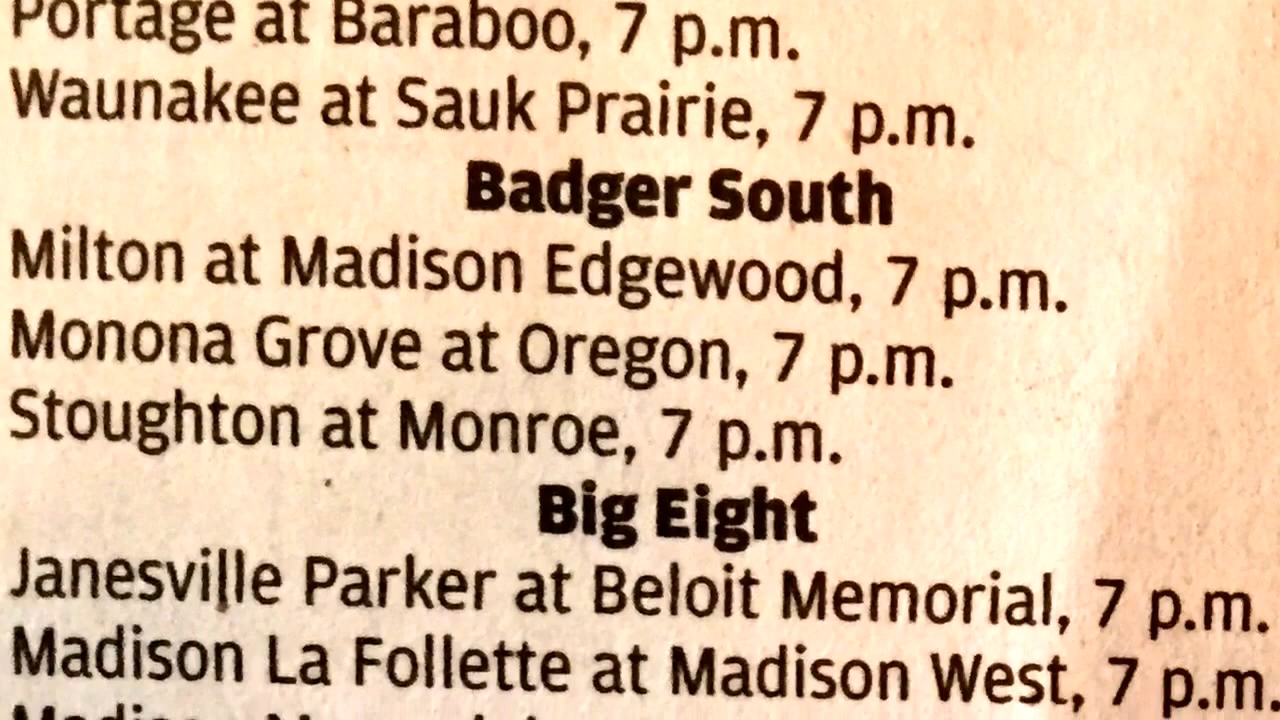 Portage at Baraboo, 7 p.m.
Waunakee at Sauk Prairie, 7 p.m.
Badger South
Milton at Madison Edgewood, 7 p.m.
Monona Grove at Oregon, 7 p.m.
Stoughton at Monroe, 7 p.m.
Big Eight
Janesville Parker at Beloit Memorial, 7 p.m.
Madison La Follette at Madison West, 7 p.m.
Madison